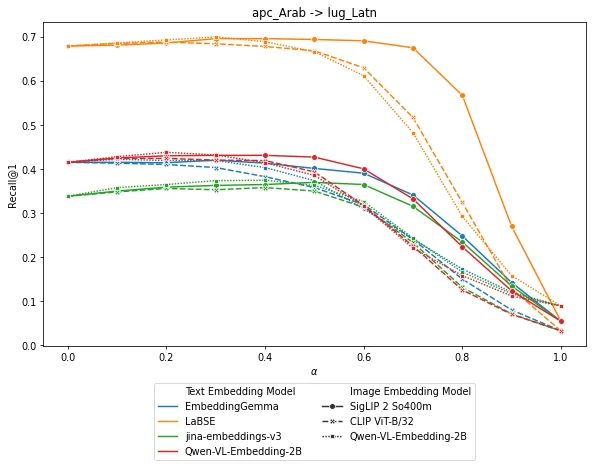 apc_Arab -> lug_Latn
Recall@1
0.7
0.6
0.5
0.4
0.3
0.2
0.1
0.0
0.0 0.2 0.4 0.6 0.8 1.0
α
Text Embedding Model
EmbeddingGemma
LaBSE
jina-embeddings-v3
Qwen-VL-Embedding-2B
Image Embedding Model
SigLIP 2 So400m
CLIP ViT-B/32
Qwen-VL-Embedding-2B